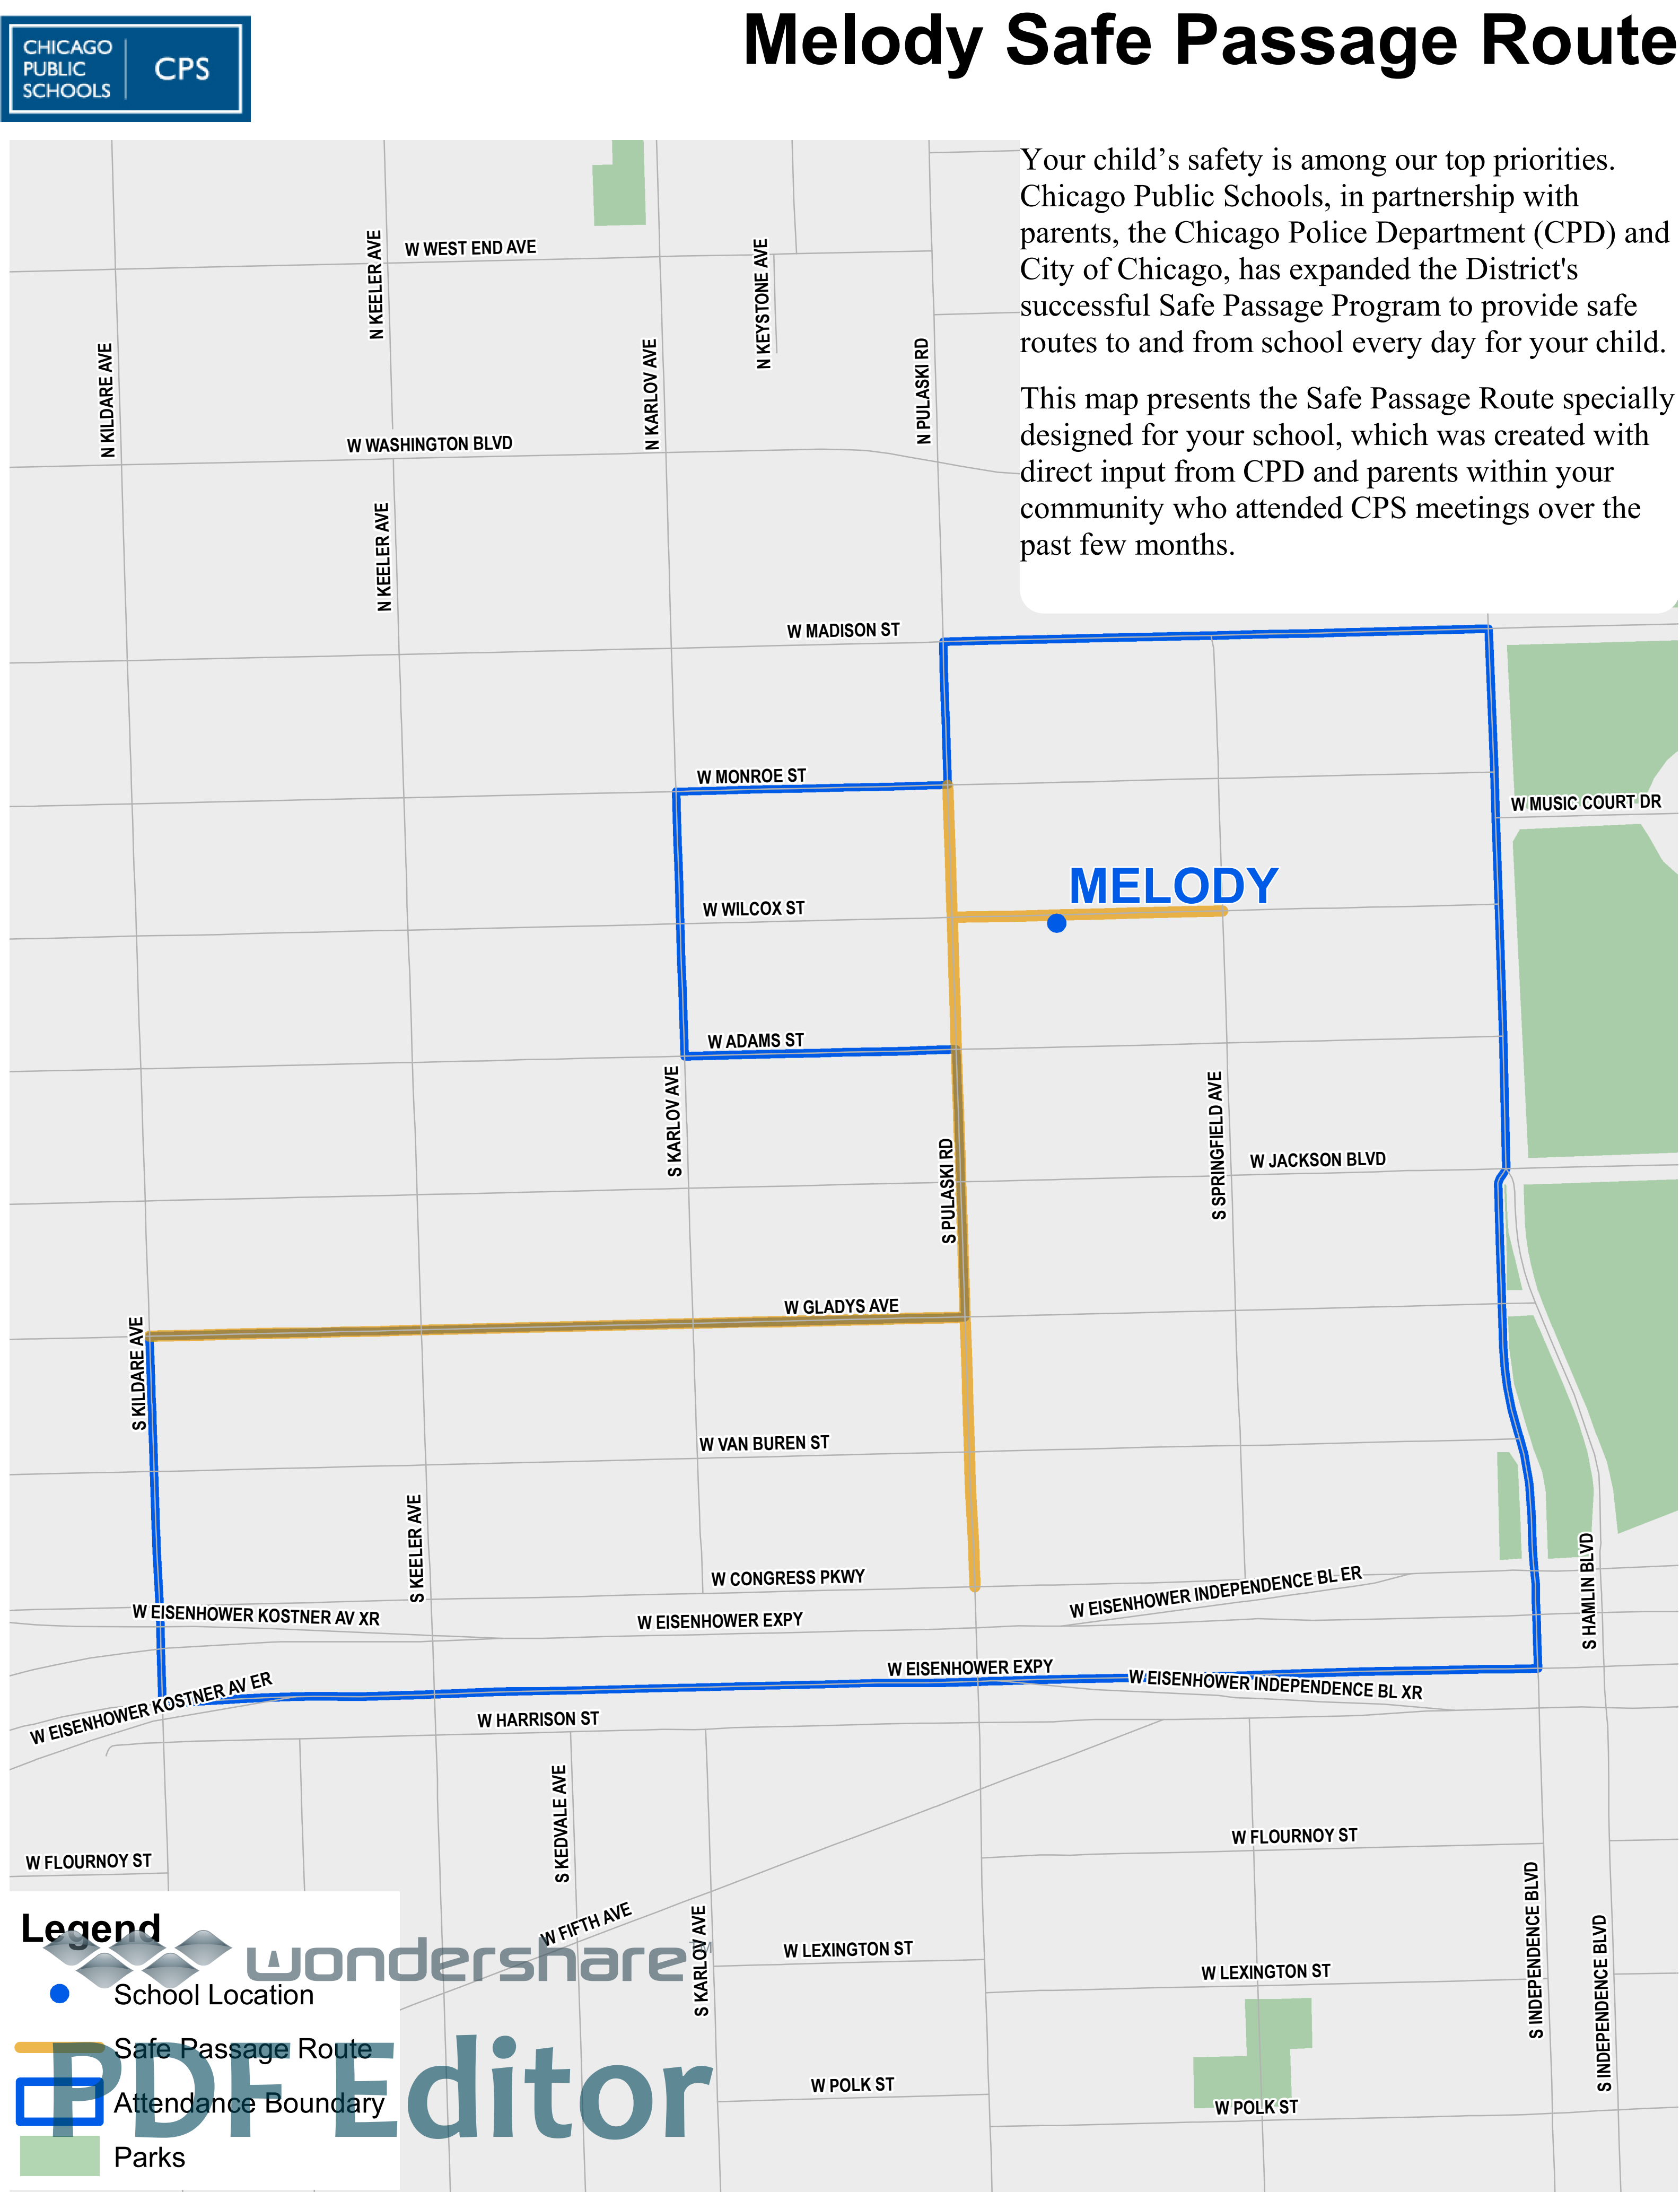 CHICAGO
PUBLIC
SCHOOLS
CPS
Melody Safe Passage Route
Your child’s safety is among our top priorities.
Chicago Public Schools, in partnership with
parents, the Chicago Police Department (CPD) and
City of Chicago, has expanded the District's
successful Safe Passage Program to provide safe
routes to and from school every day for your child.
This map presents the Safe Passage Route specially
designed for your school, which was created with
direct input from CPD and parents within your
community who attended CPS meetings over the
past few months.
N KEELER AVE
W WEST END AVE
N KEYSTONE AVE
N KILDARE AVE
N KARLOV AVE
N PULASKI RD
W WASHINGTON BLVD
N KEELER AVE
W MADISON ST
W MONROE ST
W MUSIC COURT DR
MELODY
W WILCOX ST
W ADAMS ST
S KARLOV AVE
S PULASKI RD
S SPRINGFIELD AVE
W JACKSON BLVD
W GLADYS AVE
S KILDARE AVE
W VAN BUREN ST
S KEELER AVE
W CONGRESS PKWY
W EISENHOWER INDEPENDENCE BL ER
S HAMLIN BLVD
W EISENHOWER KOSTNER AV XR
W EISENHOWER EXPY
W EISENHOWER EXPY
W EISENHOWER INDEPENDENCE BL XR
W EISENHOWER KOSTNER AV ER
W HARRISON ST
S KEDVALE AVE
W FLOURNOY ST
W FLOURNOY ST
W FIFTH AVE
S KARLOV AVE
W LEXINGTON ST
W LEXINGTON ST
S INDEPENDENCE BLVD
S INDEPENDENCE BLVD
W POLK ST
W POLK ST
Legend
wondershare™
School Location
Safe Passage Route
PDF Editor
Attendance Boundary
Parks